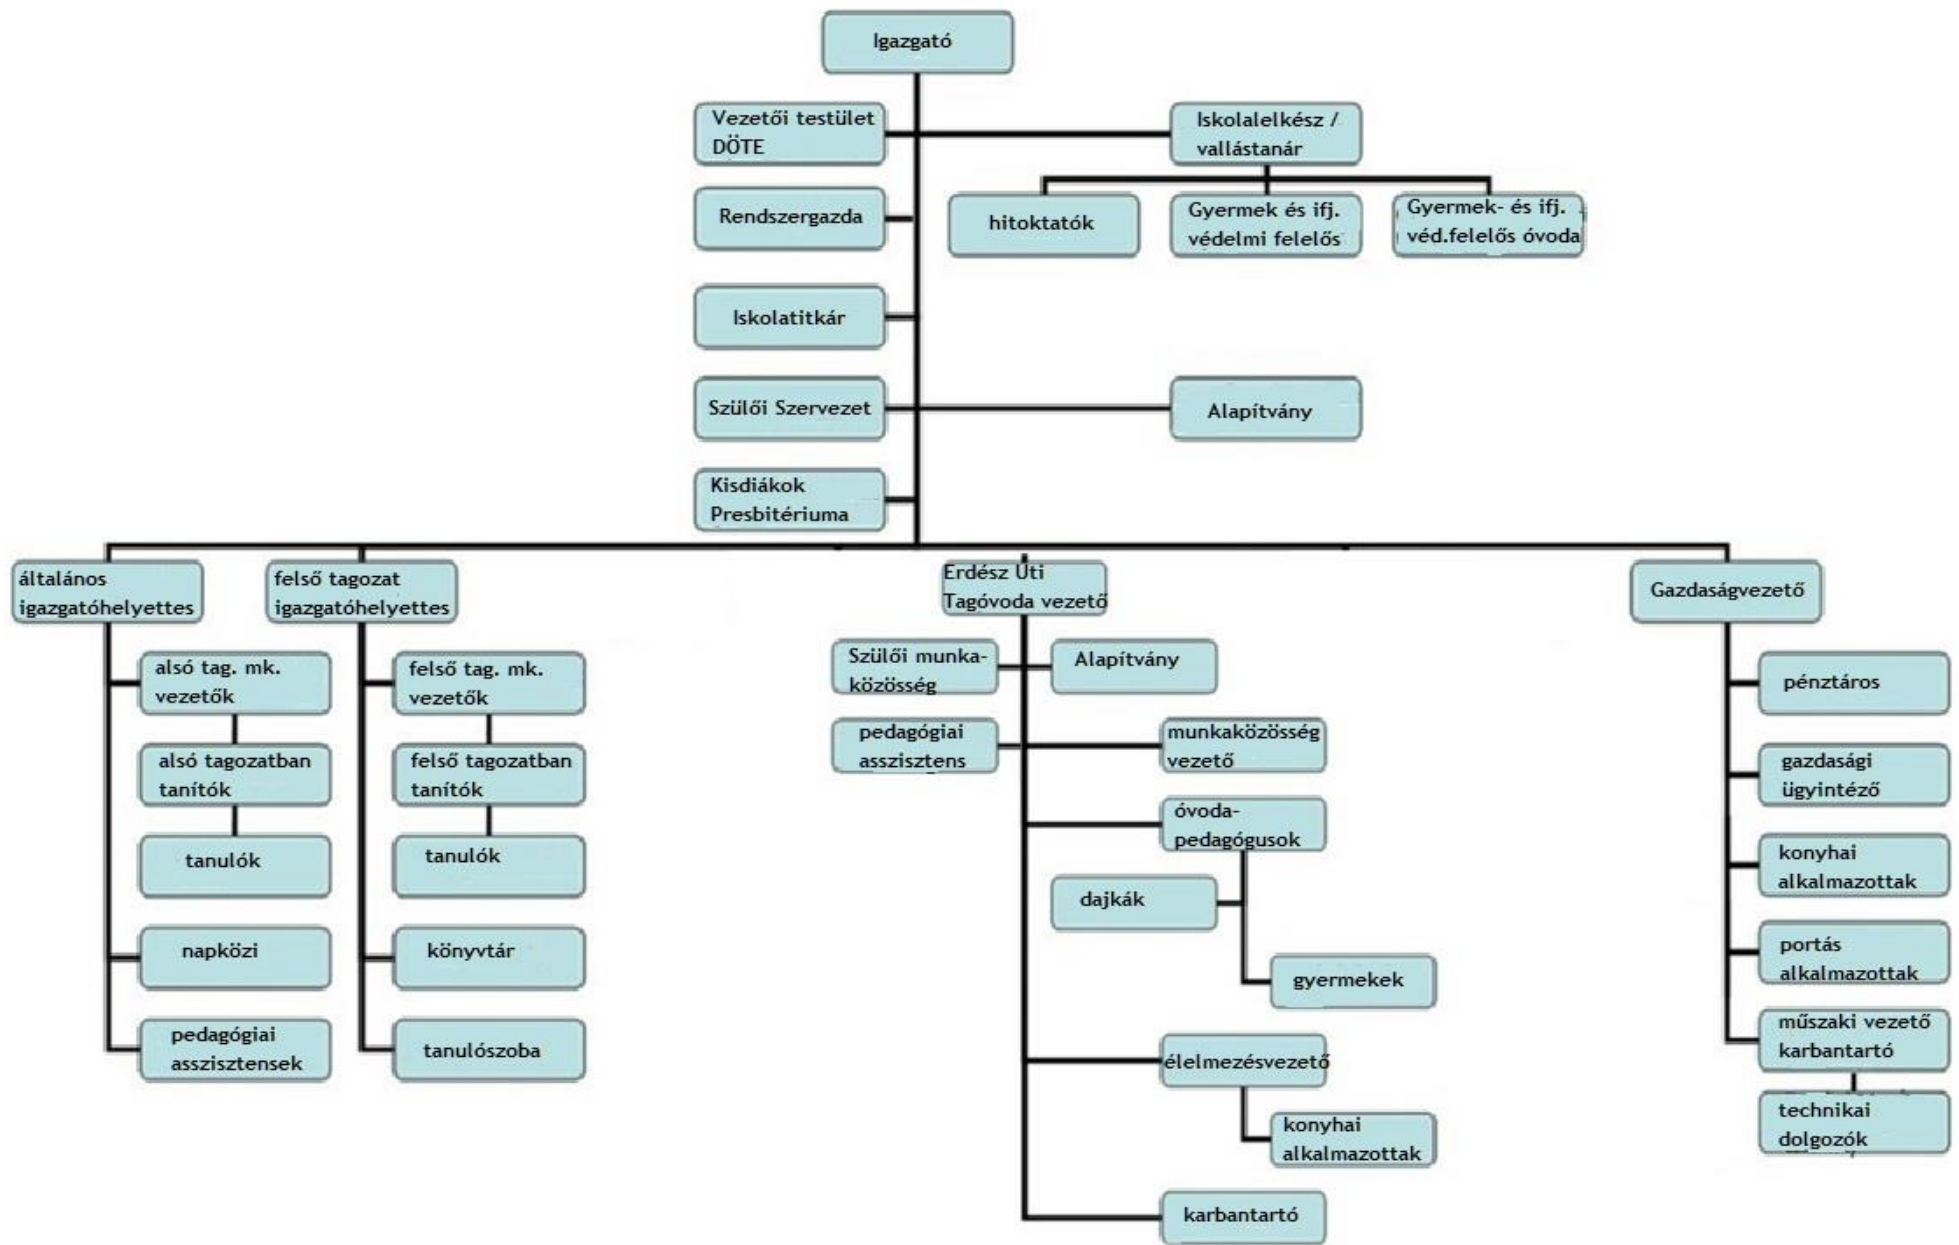 Igazgató
Vezetői testület
DÖTE
Iskolalelkész /
vallástanár
Rendszergazda
hitoktatók
Gyermek és ifj.
védelmi felelős
Gyermek- és ifj.
véd.felelős óvoda
Iskolatitkár
Szülői Szervezet
Alapítvány
Kisdiákok
Presbitériuma
általános
igazgatóhelyettes
alsó tag. mk.
vezetők
alsó tagozatban
tanítók
tanulók
napközi
pedagógiai
asszisztensek
felső tagozat
igazgatóhelyettes
felső tag. mk.
vezetők
felső tagozatban
tanítók
tanulók
könyvtár
tanulószoba
Erdész Úti
Tagóvoda vezető
Szülői munka-
közösség
Alapítvány
pedagógiai
asszisztens
munkaközösség
vezető
óvoda-
pedagógusok
dajkák
gyermekek
élelmezésvezető
konyhai
alkalmazottak
karbantartó
Gazdaságvezető
pénztáros
gazdasági
ügyintéző
konyhai
alkalmazottak
portás
alkalmazottak
műszaki vezető
karbantartó
technikai
dolgozók